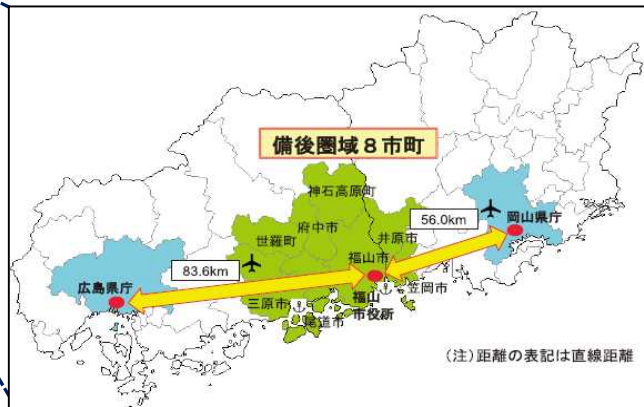 備後圏域８市町
神石高原町
府中市
世羅町
井原市
56.0km
岡山県庁
福山市
83.6km
広島県庁
福山
市役所
笠岡市
三原市
尾道市
(注)距離の表記は直線距離